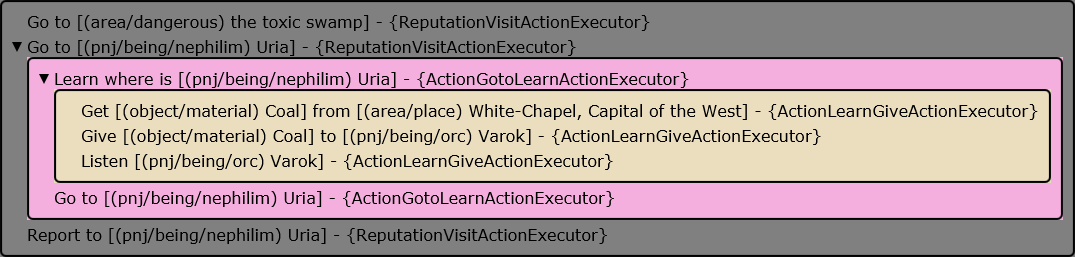 Go to [(area/dangerous) the toxic swamp] - {ReputationVisitActionExecutor}
▼ Go to [(pnj/being/nephilim) Uria] - {ReputationVisitActionExecutor}
▼ Learn where is [(pnj/being/nephilim) Uria] - {ActionGotoLearnActionExecutor}
Get [(object/material) Coal] from [(area/place) White-Chapel, Capital of the West] - {ActionLearnGiveActionExecutor}
Give [(object/material) Coal] to [(pnj/being/orc) Varok] - {ActionLearnGiveActionExecutor}
Listen [(pnj/being/orc) Varok] - {ActionLearnGiveActionExecutor}
Go to [(pnj/being/nephilim) Uria] - {ActionGotoLearnActionExecutor}
Report to [(pnj/being/nephilim) Uria] - {ReputationVisitActionExecutor}